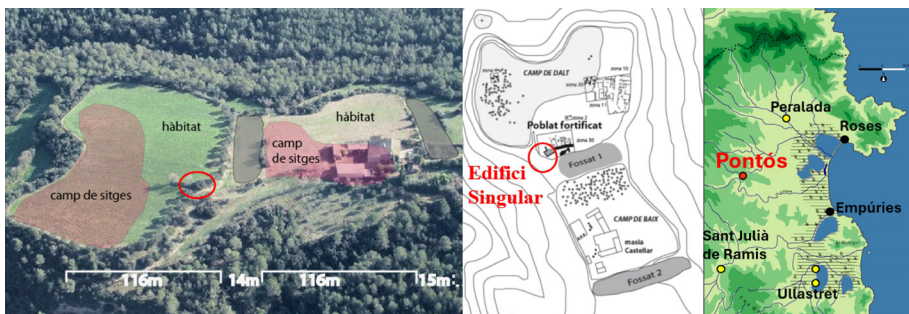 hàbitat
hàbitat
camp
de sitges
camp de sitges
116m
14m
116m
15m
CAMP DE DALT
zona 10
zona 11
zona 2
Poblat fortificat
zona 30
Edifici
Singular
Fossat 1
CAMP DE BAIX
masia
Castellar
Fossat 2
Peralada
Roses
Pontós
Empúries
Sant Julià
de Ramis
Ullastret